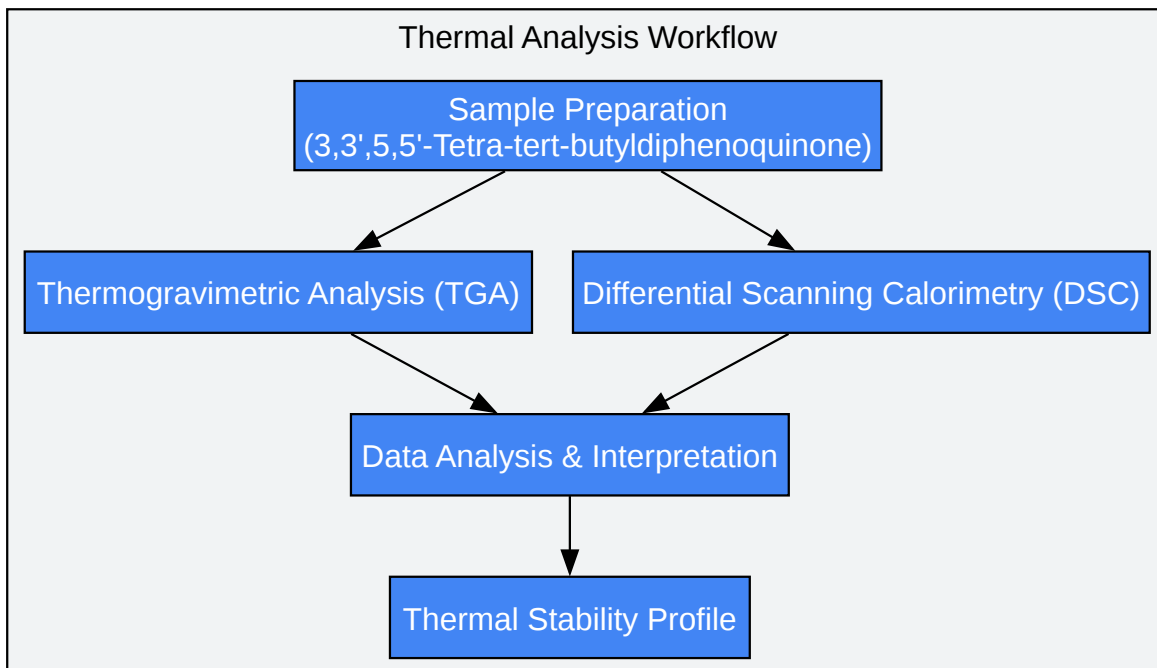 Thermal Analysis Workflow
Sample Preparation
(3,3',5,5'-Tetra-tert-butyldiphenoquinone)
Thermogravimetric Analysis (TGA)
Differential Scanning Calorimetry (DSC)
Data Analysis & Interpretation
Thermal Stability Profile